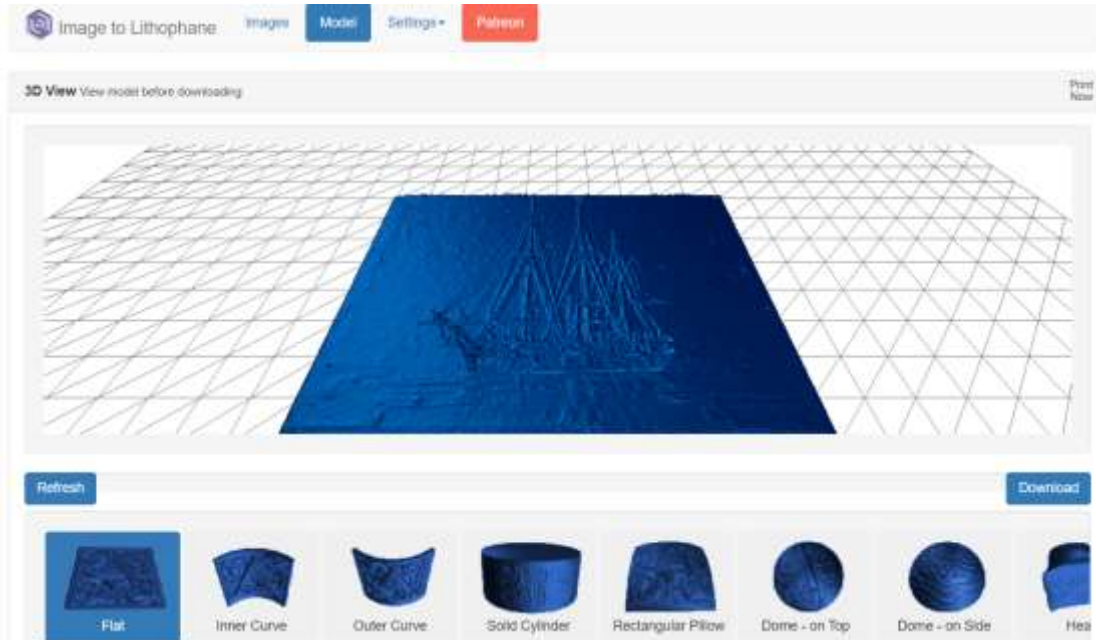 Image to Lithophane Images Model Settings Patreon
3D View View model before downloading
Print
Now
Refresh Download
Flat Inner Curve Outer Curve Solid Cylinder Rectangular Pillow Dome - on Top Dome - on Side Hea